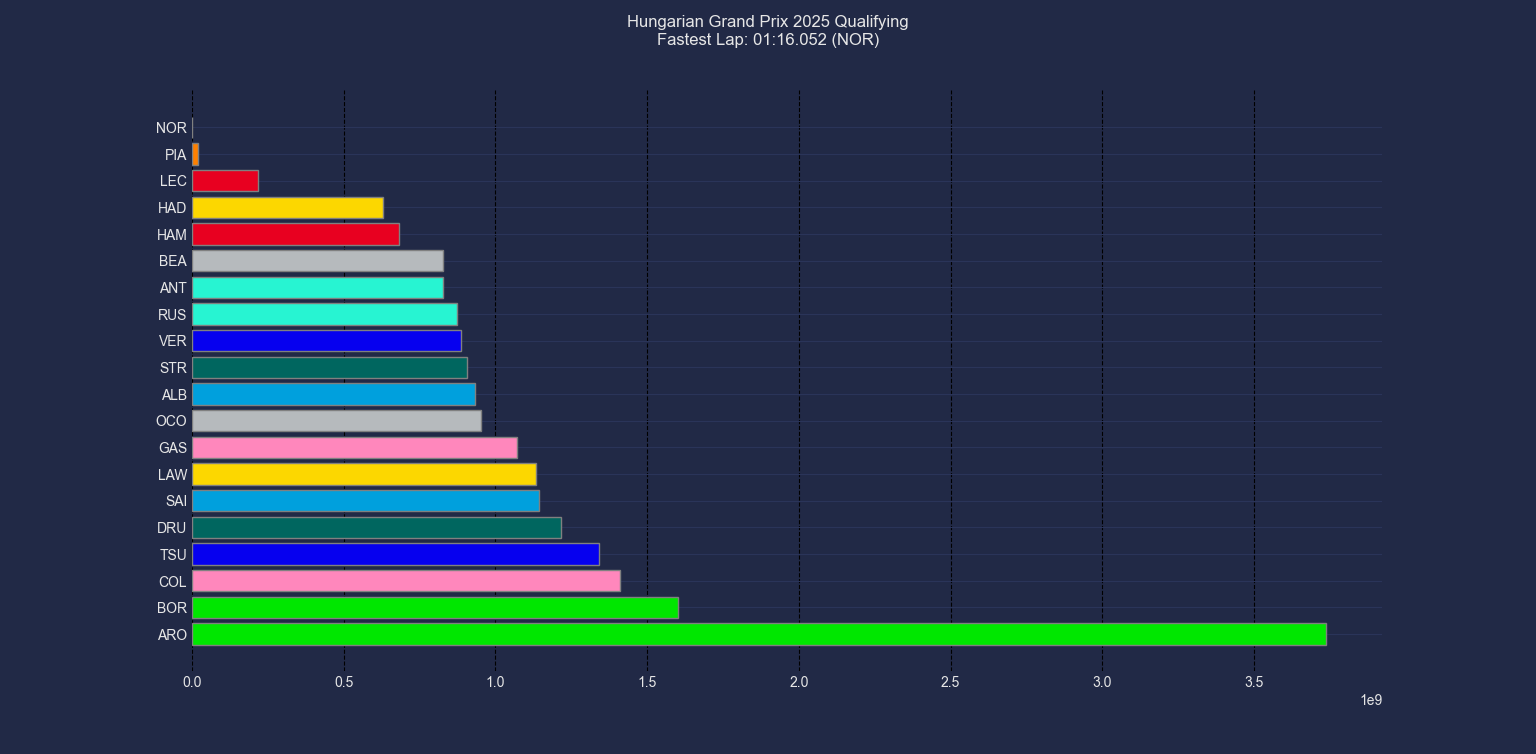 Hungarian Grand Prix 2025 Qualifying
Fastest Lap: 01:16.052 (NOR)
NOR
PIA
LEC
HAD
HAM
BEA
ANT
RUS
VER
STR
ALB
OCO
GAS
LAW
SAI
DRU
TSU
COL
BOR
ARO
0.0 0.5 1.0 1.5 2.0 2.5 3.0 3.5
1e9